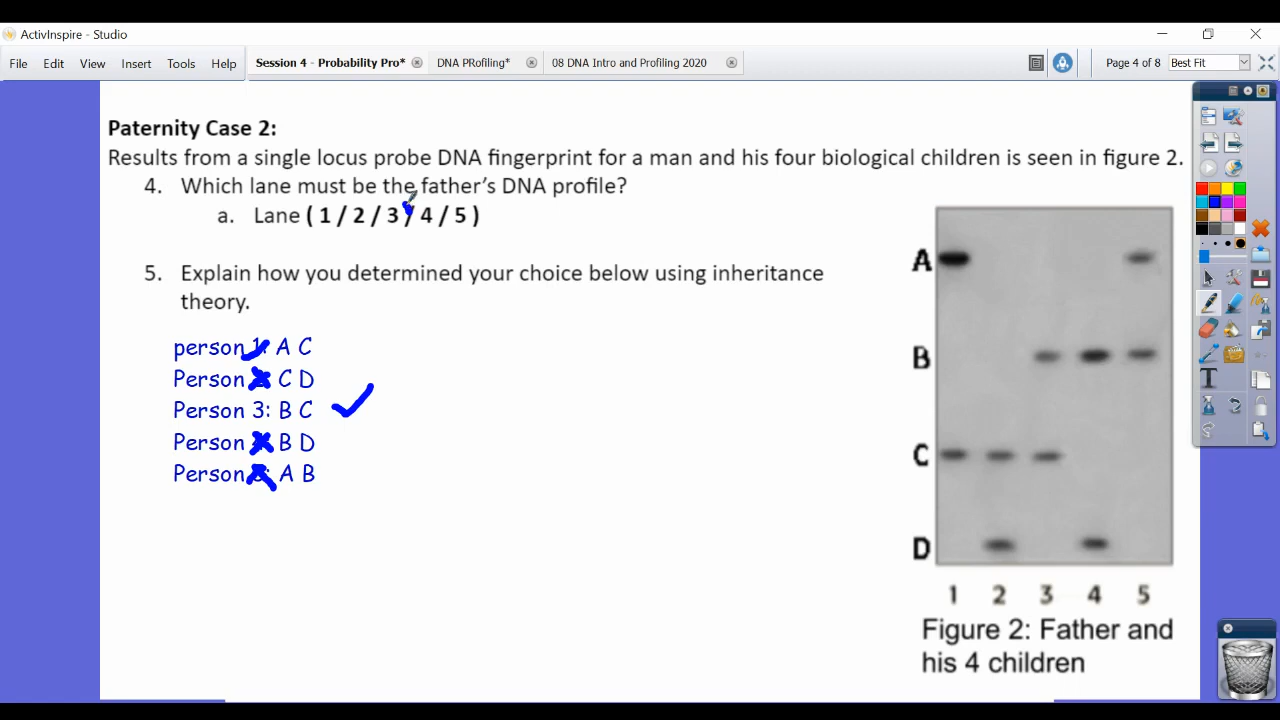 ActivInspire - Studio
File Edit View Insert Tools Help
Session 4 - Probability Pro* DNA PRofiling* 08 DNA Intro and Profiling 2020
Page 4 of 8 Best Fit
Paternity Case 2:
Results from a single locus probe DNA fingerprint for a man and his four biological children is seen in figure 2.
4. Which lane must be the father's DNA profile?
a. Lane ( 1 / 2 / 3 / 4 / 5 )
5. Explain how you determined your choice below using inheritance
theory.
person 1: A C
Person C D
Person 3: B C
Person B D
Person A B
A
B
C
D
1 2 3 4 5
Figure 2: Father and
his 4 children
T